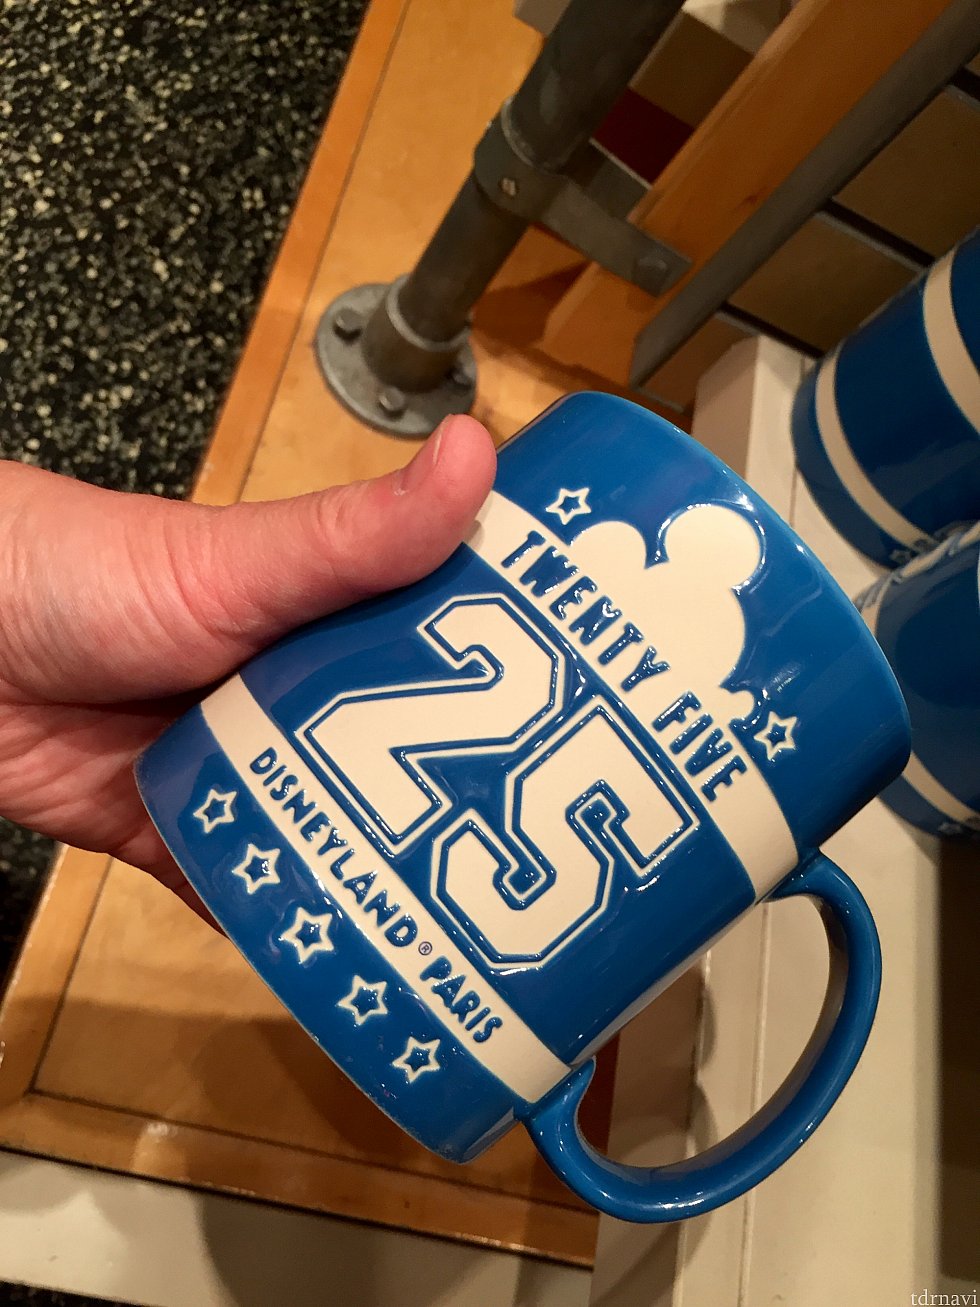 TWENTY FIVE
25
DISNEYLAND® PARIS
tdrnavi